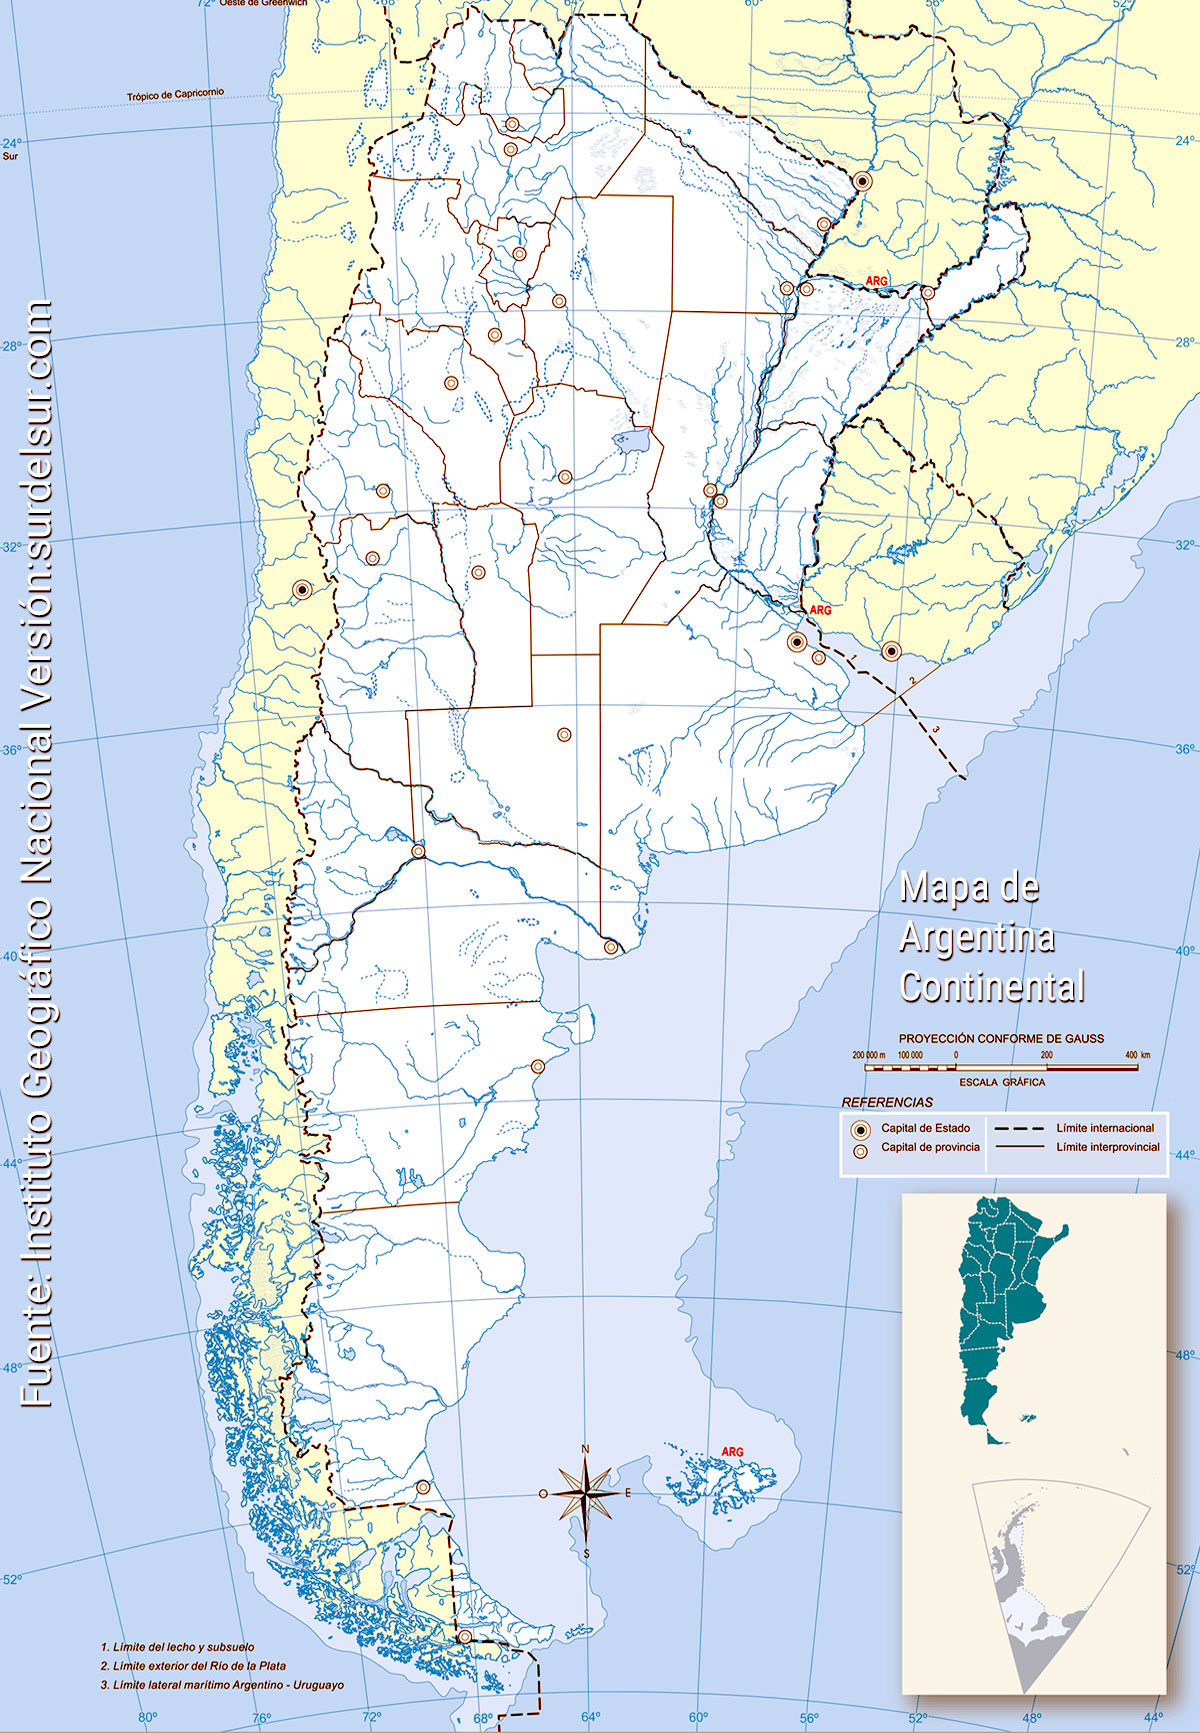 72°
Oeste de Greenwich
68°
64°
60°
56°
52°
Trópico de Capricornio
24°
24°
Sur
ARG
28°
28°
32°
32°
ARG
1
2
3
36°
36°
Mapa de
Argentina
Continental
40
40°
PROYECCIÓN CONFORME DE GAUSS
200 000 m 100 000 0 200 400 km
ESCALA GRÁFICA
REFERENCIAS
Capital de Estado
Límite internacional
Capital de provincia
Límite interprovincial
44°
44°
48°
48°
ARG
N
O
E
S
52°
52°
Fuente: Instituto Geográfico Nacional Versión:surdelsur.com
1. Límite del lecho y subsuelo
2. Límite exterior del Río de la Plata
3. Límite lateral marítimo Argentino - Uruguayo
80°
76°
72°
68°
64°
60°
56°
52°
48°
44°